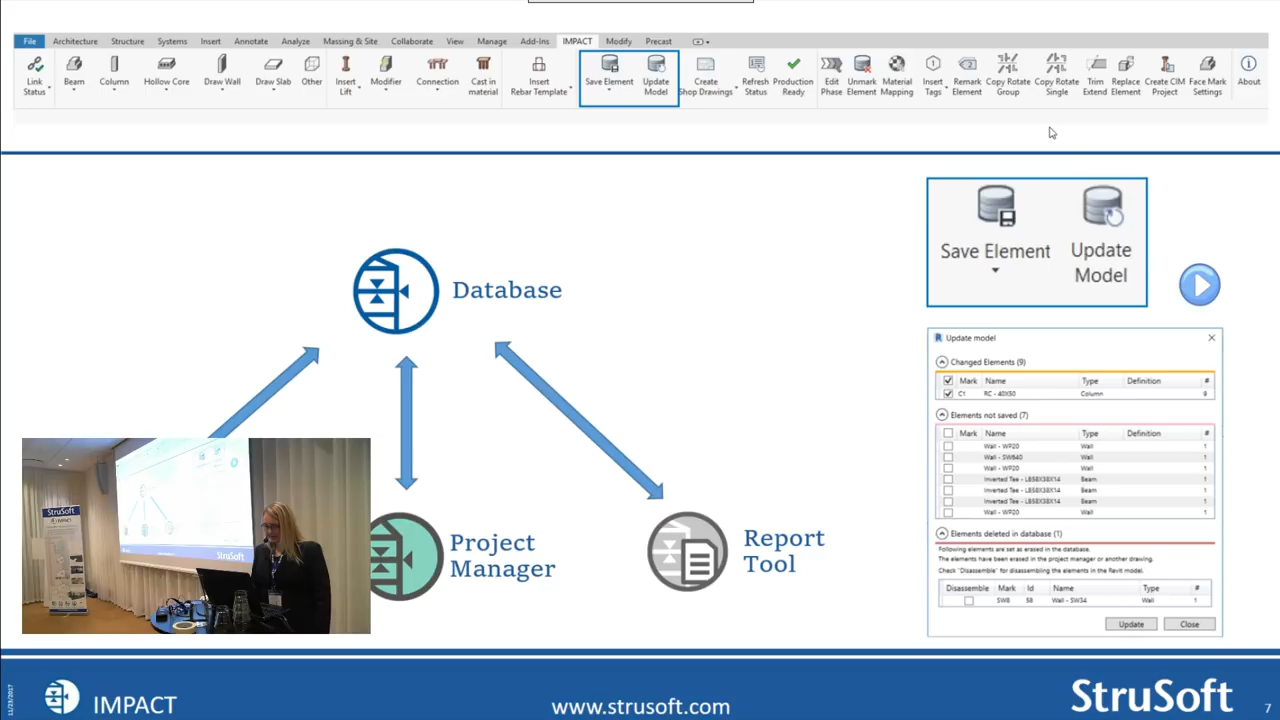 File Architecture Structure Systems Insert Annotate Analyze Massing & Site Collaborate View Manage Add-Ins IMPACT Modify Precast
Link Status
Beam
Column
Hollow Core
Draw Wall
Draw Slab
Other
Insert Lift
Modifier
Connection
Cast in material
Insert Rebar Template
Save Element
Update Model
Create Shop Drawings
Refresh Status
Production Ready
Edit Phase
Unmark Element
Material Mapping
Insert Tags
Remark Element
Copy Rotate Group
Copy Rotate Single
Trim Extend
Replace Element
Create CIM Project
Face Mark Settings
About
Save Element
Update
Model
Database
Update model
Changed Elements (9)
Mark Name Type Definition #
C1 RC - 40X50 Column 9
Elements not saved (7)
Mark Name Type Definition #
Wall - WP20 Wall 1
Wall - SW640 Wall 1
Wall - WP20 Wall 1
Inverted Tee - LB58X38X14 Beam 1
Inverted Tee - LB58X38X14 Beam 1
Inverted Tee - LB58X38X14 Beam 1
Wall - WP20 Wall 1
Elements deleted in database (1)
Following elements are set as erased in the database.
The elements have been erased in the project manager or another drawing.
Check "Disassemble" for disassembling the elements in the Revit model.
Disassemble Mark Id Name Type #
SW8 58 Wall - SW34 Wall 1
Update Close
Project
Manager
Report
Tool
StruSoft
IMPACT
StruSoft
11/23/2017
IMPACT
www.strusoft.com
StruSoft
7